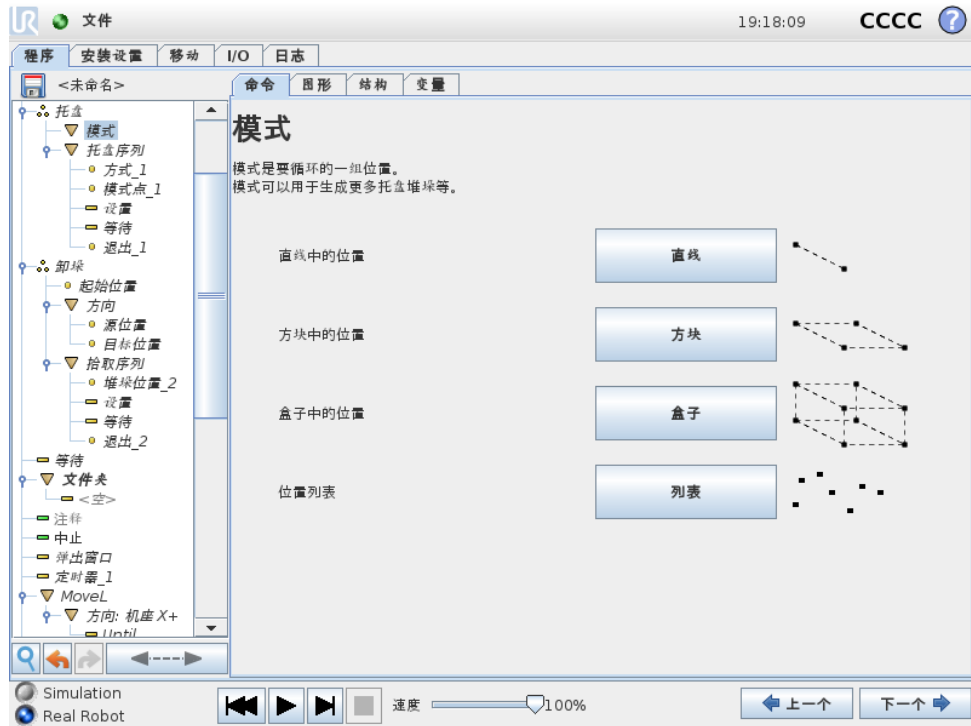 UR 文件 19:18:09 CCCC ?
程序 安装设置 移动 I/O 日志
<未命名> 命令 图形 结构 变量
托盘
模式
托盘序列
方式_1
模式点_1
设置
等待
退出_1
卸垛
起始位置
方向
源位置
目标位置
拾取序列
堆垛位置_2
设置
等待
退出_2
等待
文件夹
<空>
注释
中止
弹出窗口
定时器_1
MoveL
方向: 机座 X+
Until
模式
模式是要循环的一组位置。
模式可以用于生成更多托盘堆垛等。
直线中的位置 直线
方块中的位置 方块
盒子中的位置 盒子
位置列表 列表
Simulation
Real Robot
速度 100% 上一个 下一个